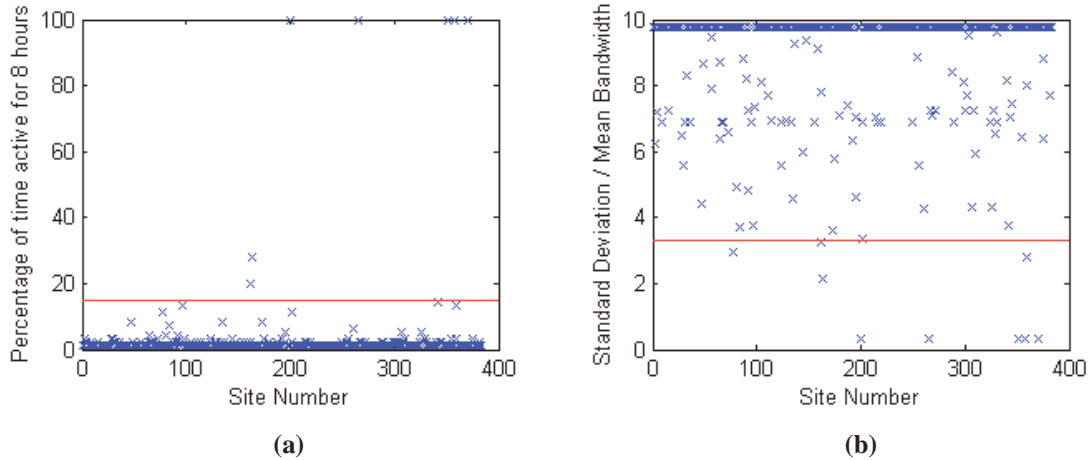 Percentage of time active for 8 hours
100
80
60
40
20
0
0 100 200 300 400
Site Number
(a)
Standard Deviation / Mean Bandwidth
10
8
6
4
2
0
0 100 200 300 400
Site Number
(b)